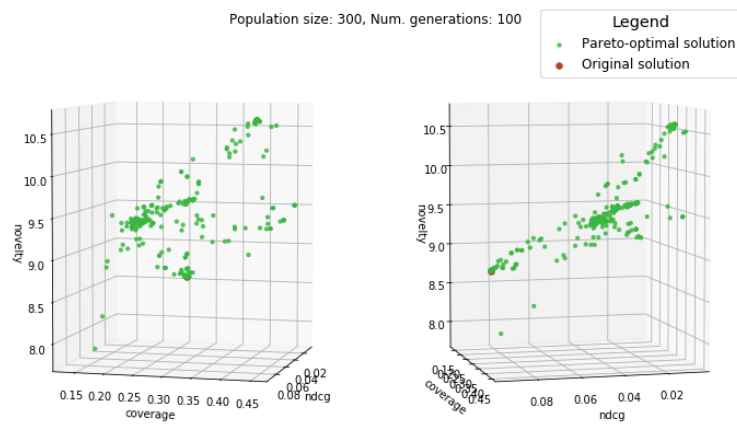 Population size: 300, Num. generations: 100
Legend
Pareto-optimal solution
Original solution
10.5
10.0
9.5
9.0
8.5
8.0
novelty
0.15 0.20 0.25 0.30 0.35 0.40 0.45
coverage
0.02
0.04
0.06
0.08
ndcg
10.5
10.0
9.5
9.0
8.5
8.0
novelty
0.15
0.45
coverage
0.08 0.06 0.04 0.02
ndcg